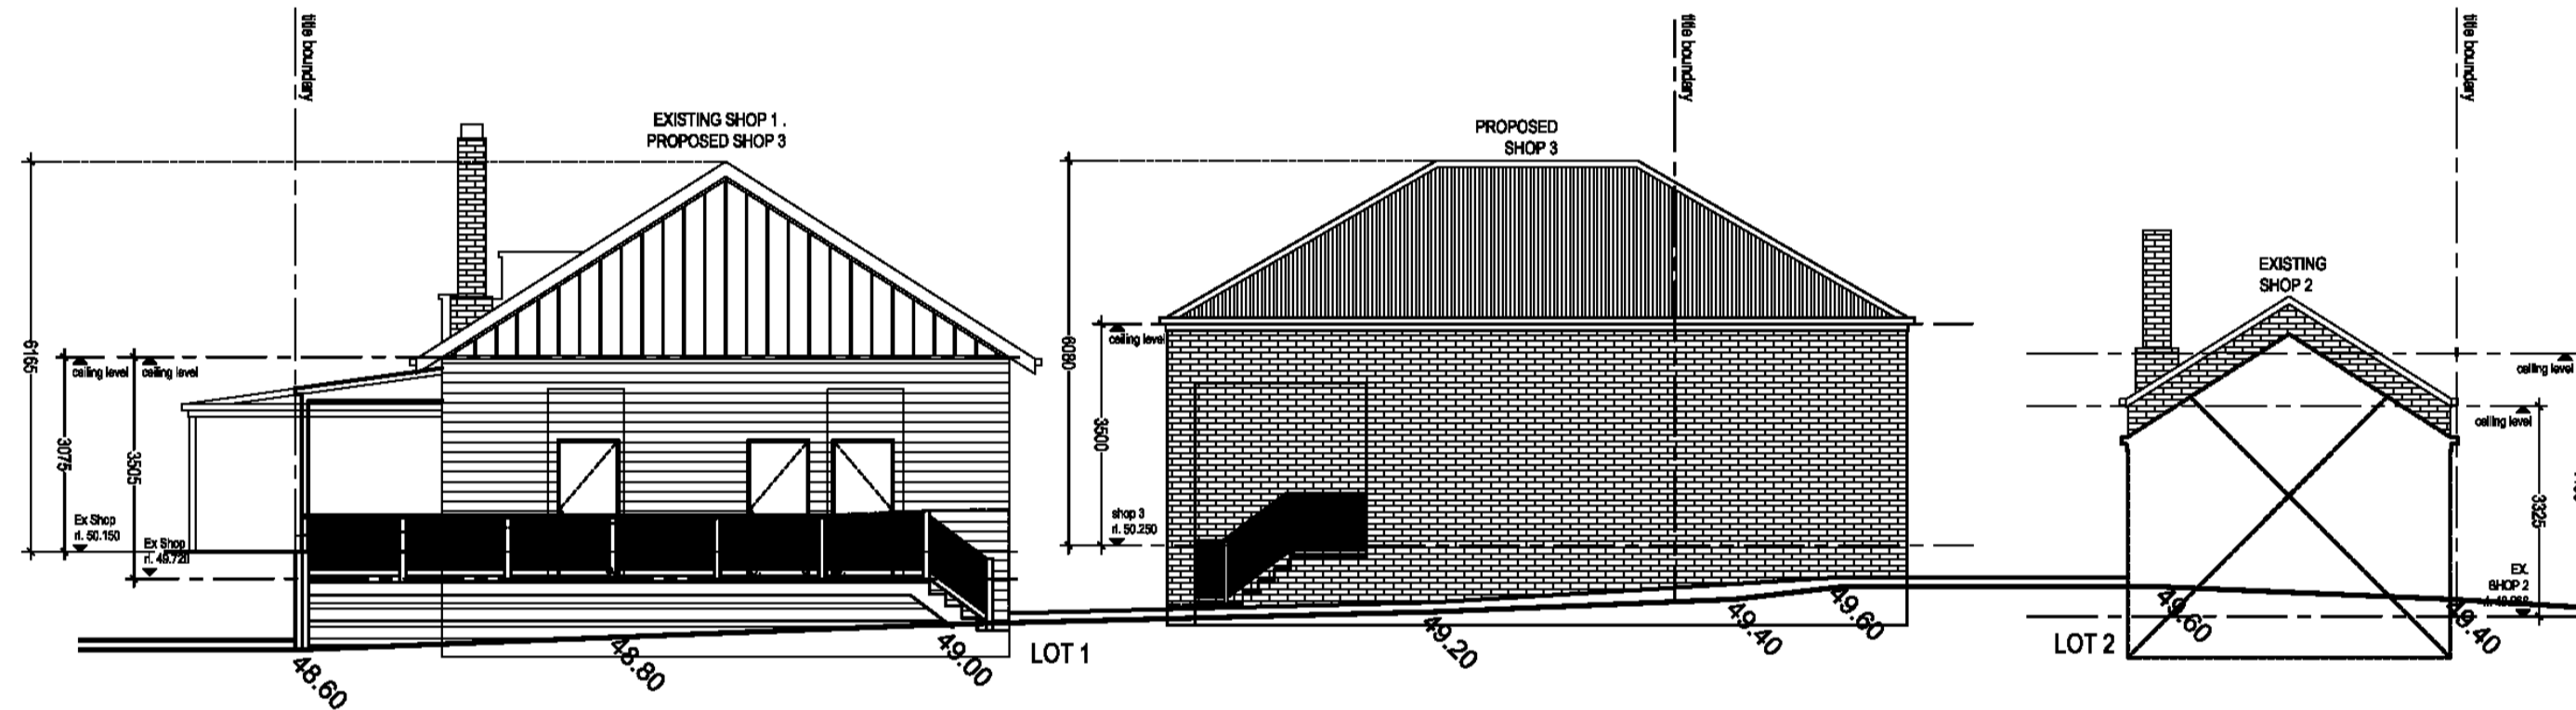 title boundary
EXISTING SHOP 1 .
PROPOSED SHOP 3
6165
ceiling level
ceiling level
3075
3505
Ex Shop
rl. 50.150
Ex Shop
rl. 49.720
48.60
48.80
49.00
LOT 1
PROPOSED
SHOP 3
title boundary
6080
ceiling level
3500
shop 3
rl. 50.250
49.20
49.40
49.60
EXISTING
SHOP 2
title boundary
ceiling level
ceiling level
3325
EX.
SHOP 2
LOT 2
49.60
49.40